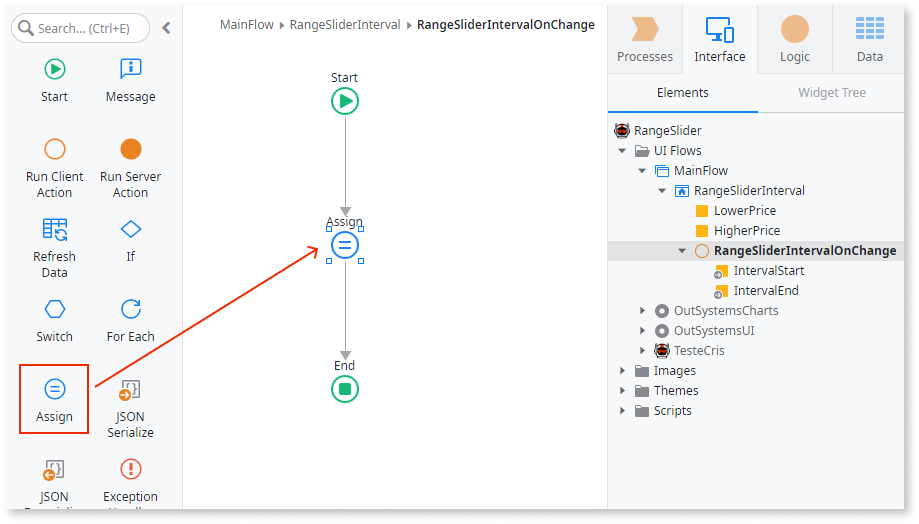 Search... (Ctrl+E)
Start
Message
Run Client
Action
Run Server
Action
Refresh
Data
If
Switch
For Each
Assign
JSON
Serialize
JSON
Exception
MainFlow
RangeSliderInterval
RangeSliderIntervalOnChange
Start
Assign
End
Processes
Interface
Logic
Data
Elements
Widget Tree
RangeSlider
UI Flows
MainFlow
RangeSliderInterval
LowerPrice
HigherPrice
RangeSliderIntervalOnChange
IntervalStart
IntervalEnd
OutSystemsCharts
OutSystemsUI
TesteCris
Images
Themes
Scripts